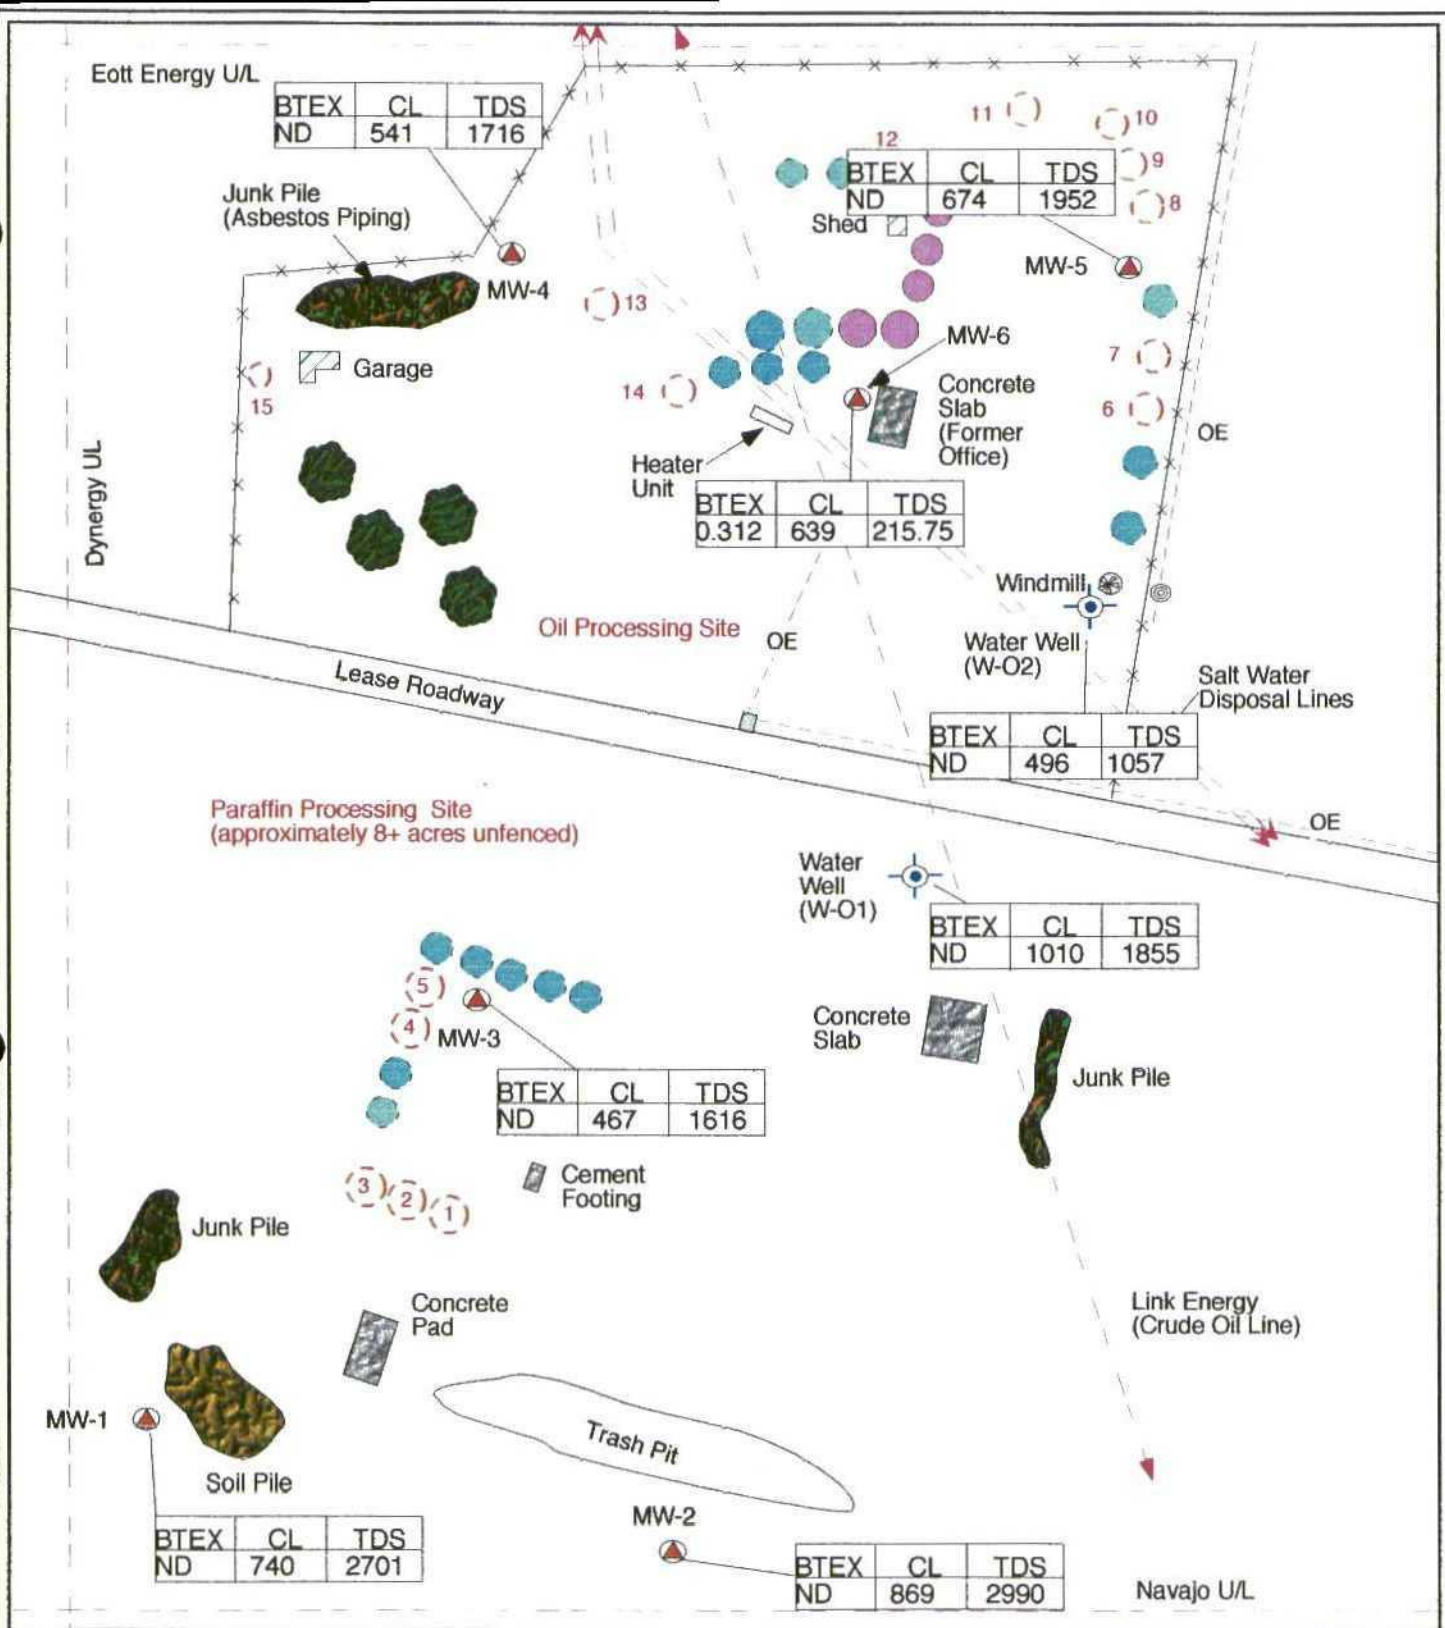 Eott Energy U/L
BTEX CL TDS
ND 541 1716
11
10
12
9
8
BTEX CL TDS
ND 674 1952
Junk Pile
(Asbestos Piping)
Shed
MW-5
MW-4
13
MW-6
7
Garage
15
14
Concrete
Slab
(Former
Office)
6
OE
Heater
Unit
Dynergy UL
BTEX CL TDS
0.312 639 215.75
Windmill
Oil Processing Site
OE
Water Well
(W-O2)
Salt Water
Disposal Lines
Lease Roadway
BTEX CL TDS
ND 496 1057
OE
Paraffin Processing Site
(approximately 8+ acres unfenced)
Water
Well
(W-O1)
BTEX CL TDS
ND 1010 1855
5
4
MW-3
Concrete
Slab
Junk Pile
BTEX CL TDS
ND 467 1616
Cement
Footing
3
2
1
Junk Pile
Concrete
Pad
Link Energy
(Crude Oil Line)
MW-1
Trash Pit
Soil Pile
MW-2
BTEX CL TDS
ND 740 2701
BTEX CL TDS
ND 869 2990
Navajo U/L